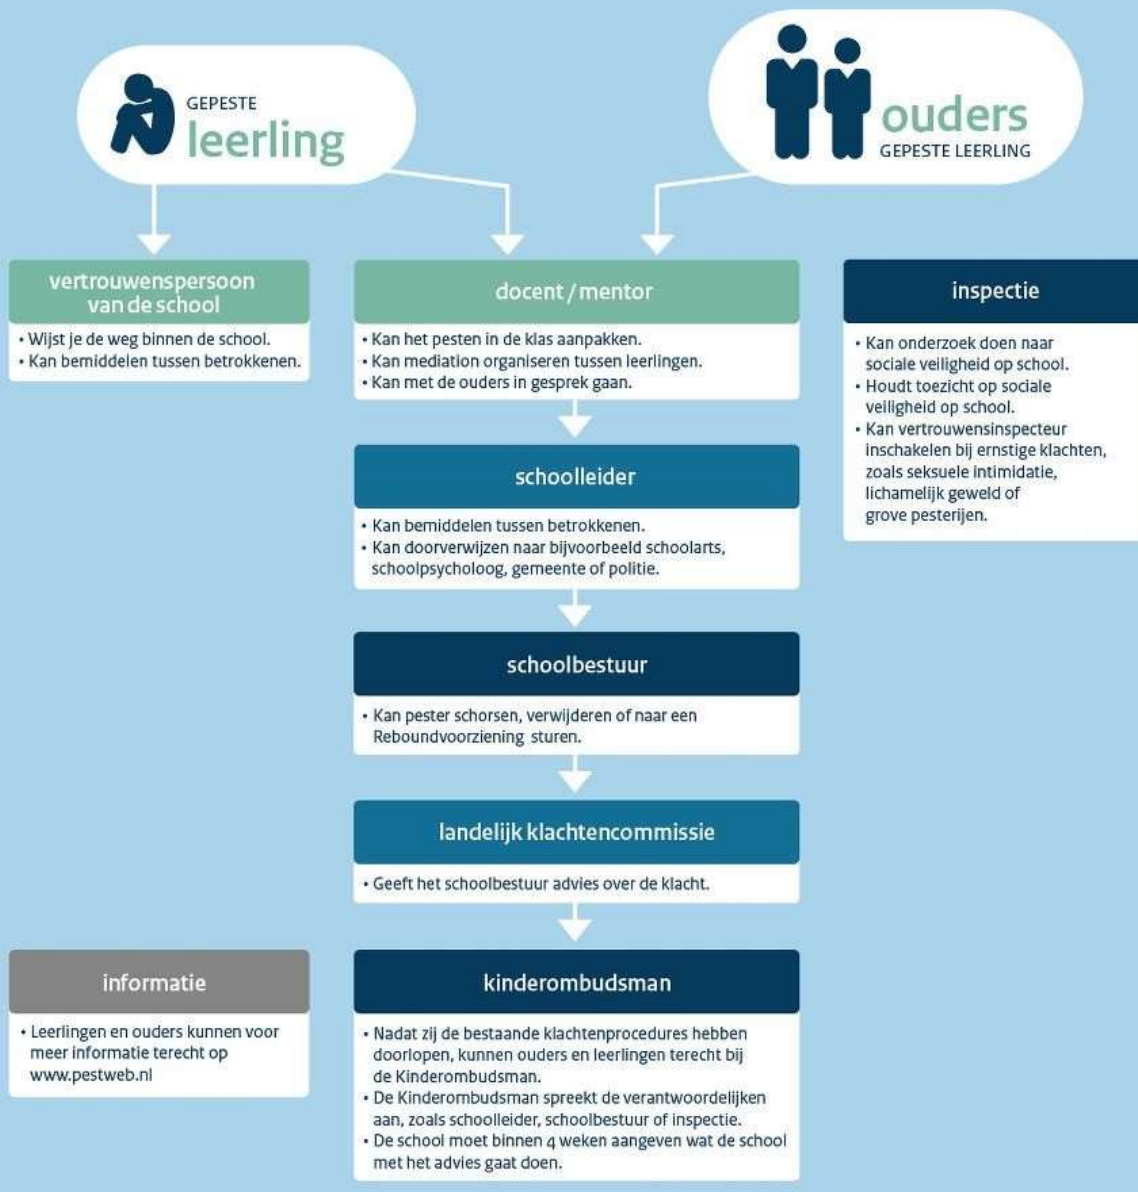 GEPESTE
leerling
ouders
GEPESTE LEERLING
vertrouwenspersoon
van de school
• Wijst je de weg binnen de school.
• Kan bemiddelen tussen betrokkenen.
docent / mentor
• Kan het pesten in de klas aanpakken.
• Kan mediation organiseren tussen leerlingen.
• Kan met de ouders in gesprek gaan.
inspectie
• Kan onderzoek doen naar
sociale veiligheid op school.
• Houdt toezicht op sociale
veiligheid op school.
• Kan vertrouwensinspecteur
inschakelen bij ernstige klachten,
zoals seksuele intimidatie,
lichamelijk geweld of
grove pesterijen.
schoolleider
• Kan bemiddelen tussen betrokkenen.
• Kan doorverwijzen naar bijvoorbeeld schoolarts,
schoolpsycholoog, gemeente of politie.
schoolbestuur
• Kan pester schorsen, verwijderen of naar een
Reboundvoorziening sturen.
landelijk klachtencommissie
• Geeft het schoolbestuur advies over de klacht.
informatie
• Leerlingen en ouders kunnen voor
meer informatie terecht op
www.pestweb.nl
kinderombudsman
• Nadat zij de bestaande klachtenprocedures hebben
doorlopen, kunnen ouders en leerlingen terecht bij
de Kinderombudsman.
• De Kinderombudsman spreekt de verantwoordelijken
aan, zoals schoolleider, schoolbestuur of inspectie.
• De school moet binnen 4 weken aangeven wat de school
met het advies gaat doen.